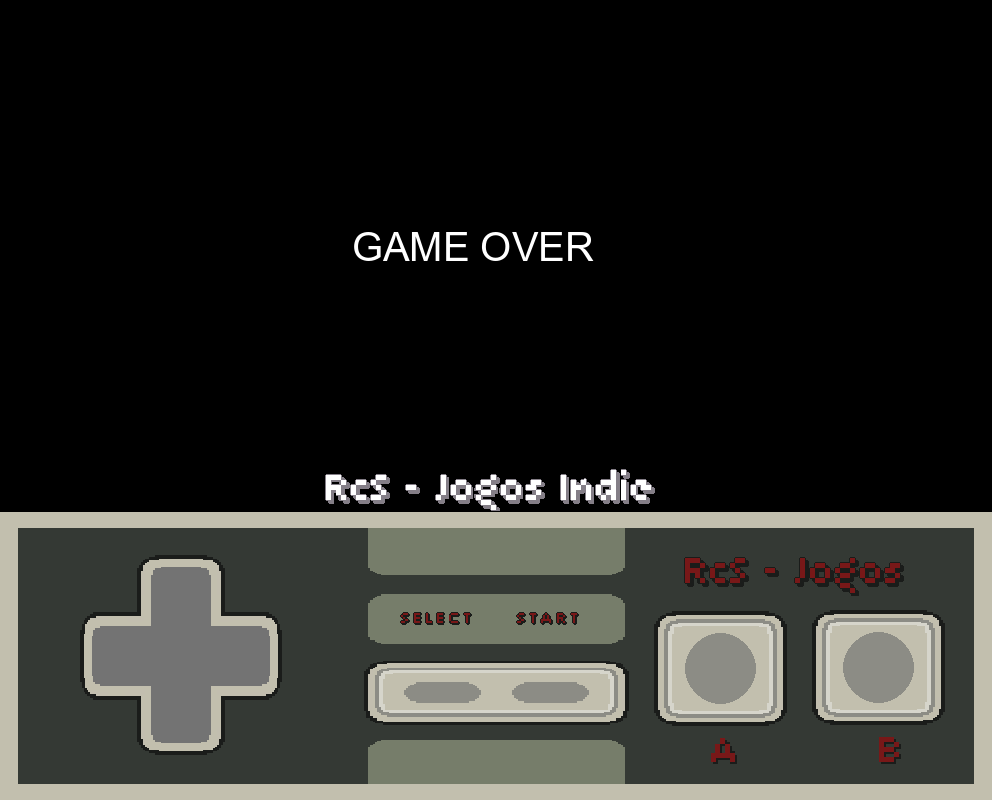 GAME OVER
RcS - Jogos Indie
RcS - Jogos
SELECT START
A B